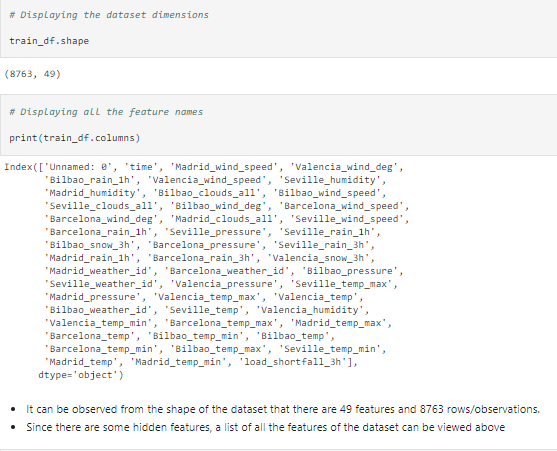 # Displaying the dataset dimensions
train_df.shape
(8763, 49)
# Displaying all the feature names
print(train_df.columns)
Index(['Unnamed: 0', 'time', 'Madrid_wind_speed', 'Valencia_wind_deg',
'Bilbao_rain_1h', 'Valencia_wind_speed', 'Seville_humidity',
'Madrid_humidity', 'Bilbao_clouds_all', 'Bilbao_wind_speed',
'Seville_clouds_all', 'Bilbao_wind_deg', 'Barcelona_wind_speed',
'Barcelona_wind_deg', 'Madrid_clouds_all', 'Seville_wind_speed',
'Barcelona_rain_1h', 'Seville_pressure', 'Seville_rain_1h',
'Bilbao_snow_3h', 'Barcelona_pressure', 'Seville_rain_3h',
'Madrid_rain_1h', 'Barcelona_rain_3h', 'Valencia_snow_3h',
'Madrid_weather_id', 'Barcelona_weather_id', 'Bilbao_pressure',
'Seville_weather_id', 'Valencia_pressure', 'Seville_temp_max',
'Madrid_pressure', 'Valencia_temp_max', 'Valencia_temp',
'Bilbao_weather_id', 'Seville_temp', 'Valencia_humidity',
'Valencia_temp_min', 'Barcelona_temp_max', 'Madrid_temp_max',
'Barcelona_temp', 'Bilbao_temp_min', 'Bilbao_temp',
'Barcelona_temp_min', 'Bilbao_temp_max', 'Seville_temp_min',
'Madrid_temp', 'Madrid_temp_min', 'load_shortfall_3h'],
dtype='object')
• It can be observed from the shape of the dataset that there are 49 features and 8763 rows/observations.
• Since there are some hidden features, a list of all the features of the dataset can be viewed above